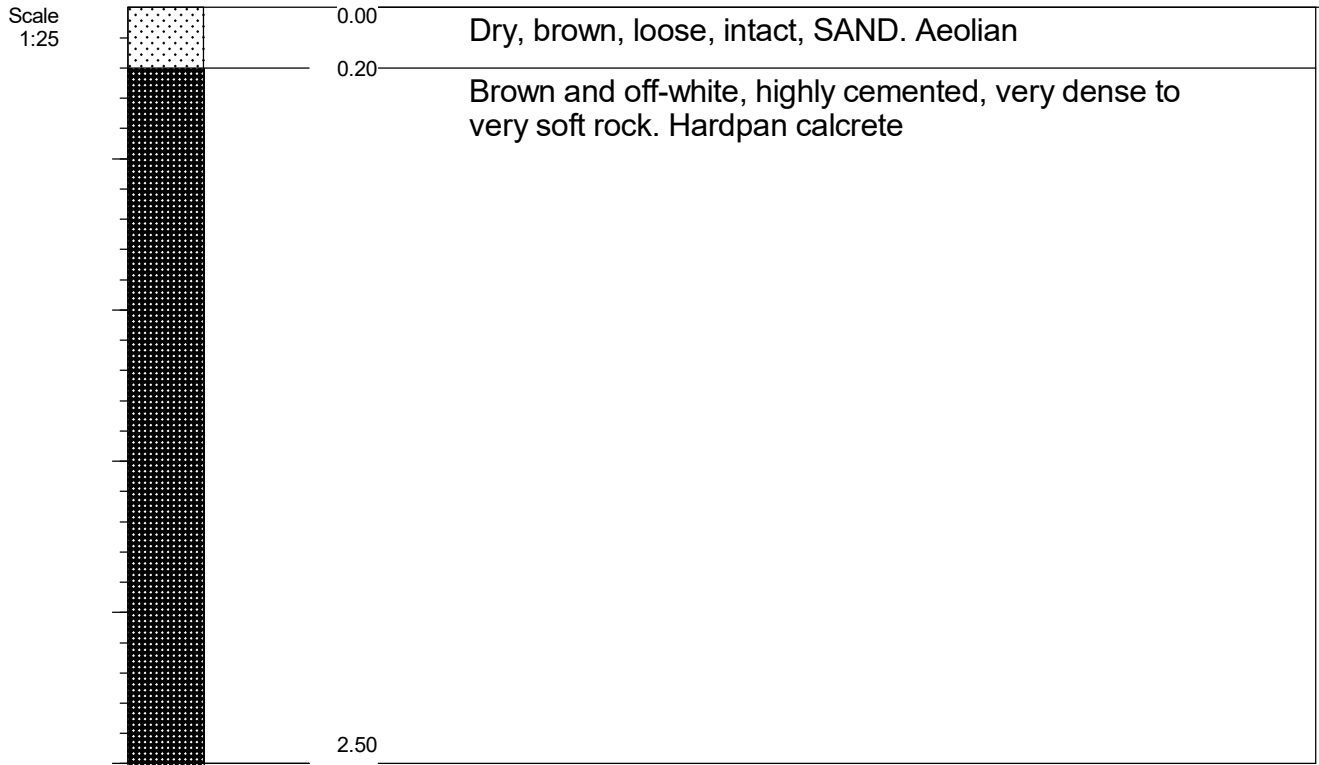 Scale
1:25
0.00
Dry, brown, loose, intact, SAND. Aeolian
0.20
Brown and off-white, highly cemented, very dense to
very soft rock. Hardpan calcrete
2.50